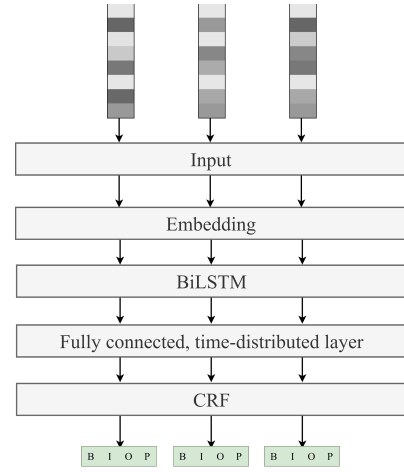 Input
Embedding
BiLSTM
Fully connected, time-distributed layer
CRF
B I O P B I O P B I O P